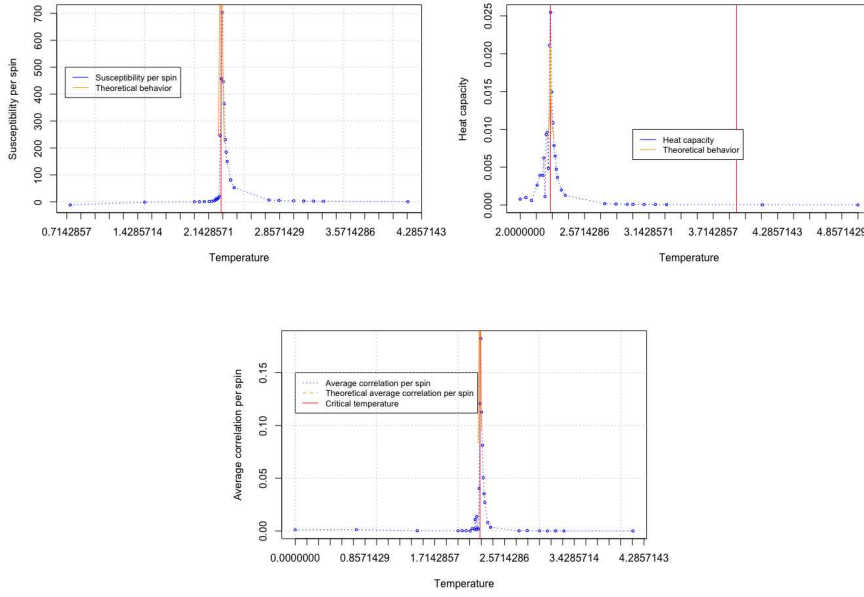 Susceptibility per spin
700
600
500
400
300
200
100
0
Susceptibility per spin
Theoretical behavior
0.7142857 1.4285714 2.1428571 2.8571429 3.5714286 4.2857143
Temperature
Heat capacity
0.025
0.020
0.015
0.010
0.005
0.000
Heat capacity
Theoretical behavior
2.0000000 2.5714286 3.1428571 3.7142857 4.2857143 4.8571429
Temperature
Average correlation per spin
0.15
0.10
0.05
0.00
Average correlation per spin
Theoretical average correlation per spin
Critical temperature
0.0000000 0.8571429 1.7142857 2.5714286 3.4285714 4.2857143
Temperature